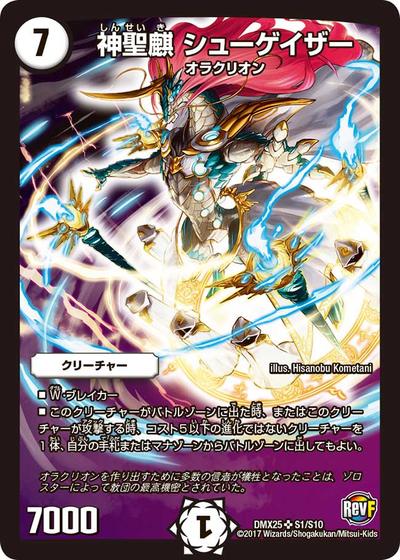 7
しんせいき
神聖麒 シューゲイザー
オラクリオン
クリーチャー
illus. Hisanobu Kometani
■W・ブレイカー
■このクリーチャーがバトルゾーンに出た時、またはこのクリー
チャーが攻撃する時、コスト5以下の進化ではないクリーチャーを
1体、自分の手札またはマナゾーンからバトルゾーンに出してもよい。
オラクリオンを作り出すために多数の信者が犠牲となったことは、ゾロ
スターによって教団の最高機密とされていた。
RevF
7000
1
DMX25 S1/S10
©2017 Wizards/Shogakukan/Mitsui-Kids